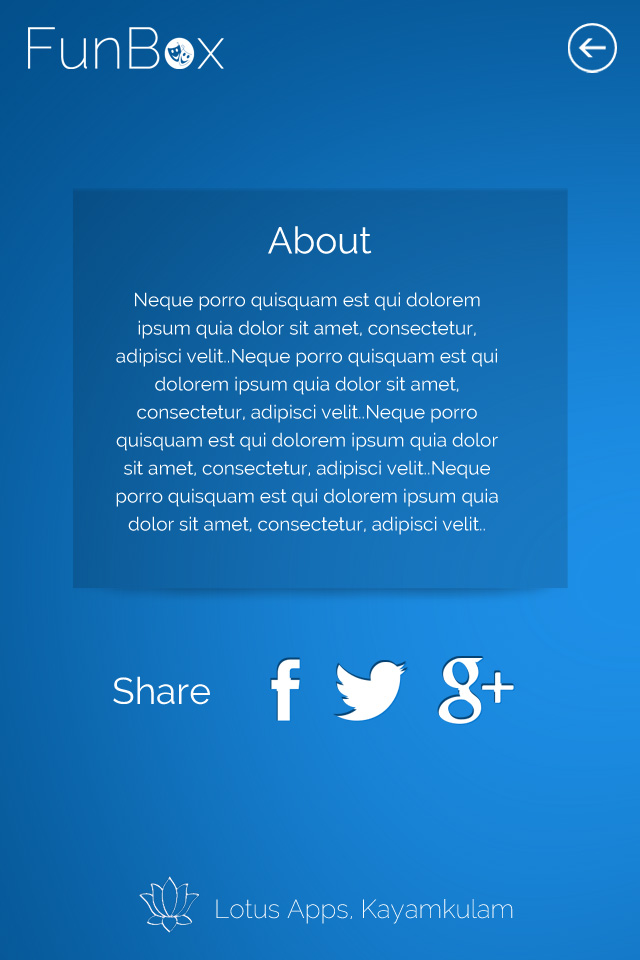 FunBox
About
Neque porro quisquam est qui dolorem
ipsum quia dolor sit amet, consectetur,
adipisci velit..Neque porro quisquam est qui
dolorem ipsum quia dolor sit amet,
consectetur, adipisci velit..Neque porro
quisquam est qui dolorem ipsum quia dolor
sit amet, consectetur, adipisci velit..Neque
porro quisquam est qui dolorem ipsum quia
dolor sit amet, consectetur, adipisci velit..
Share f g+
Lotus Apps, Kayamkulam